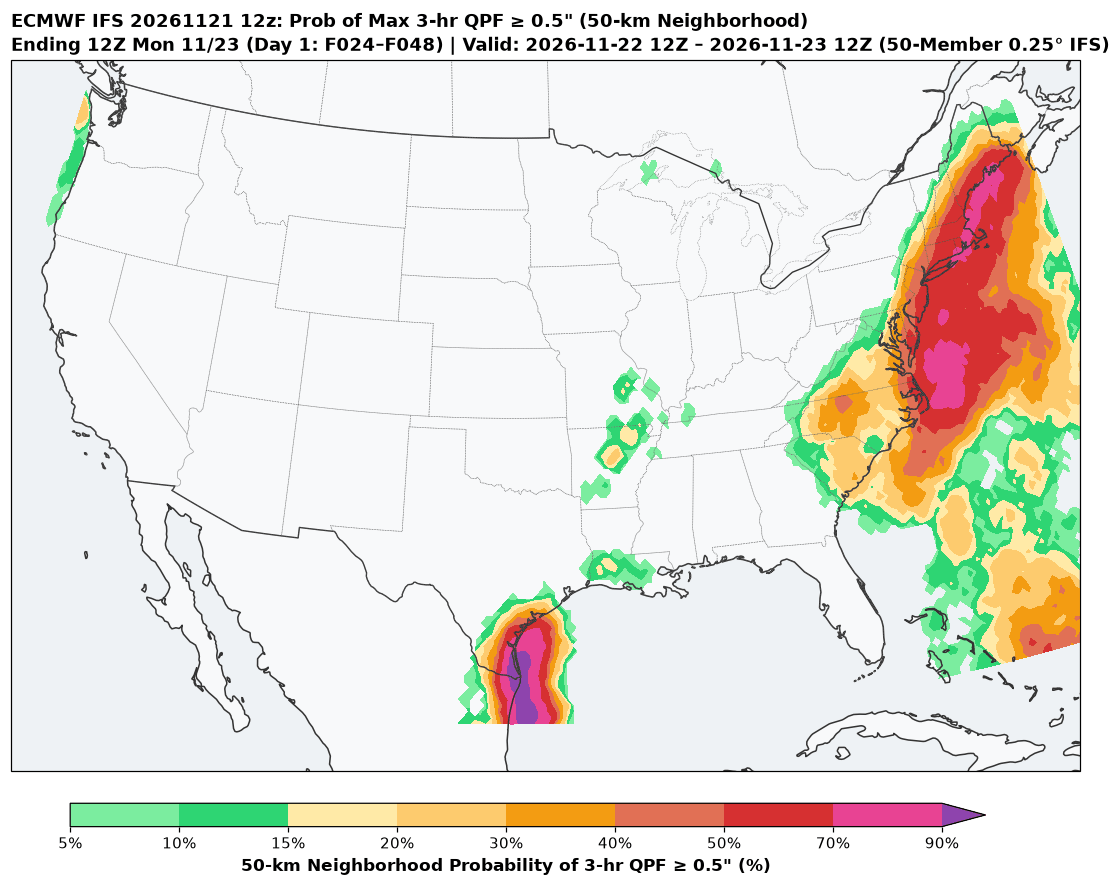 ECMWF IFS 20261121 12z: Prob of Max 3-hr QPF ≥ 0.5" (50-km Neighborhood)
Ending 12Z Mon 11/23 (Day 1: F024–F048) | Valid: 2026-11-22 12Z – 2026-11-23 12Z (50-Member 0.25° IFS)
5% 10% 15% 20% 30% 40% 50% 70% 90%
50-km Neighborhood Probability of 3-hr QPF ≥ 0.5" (%)